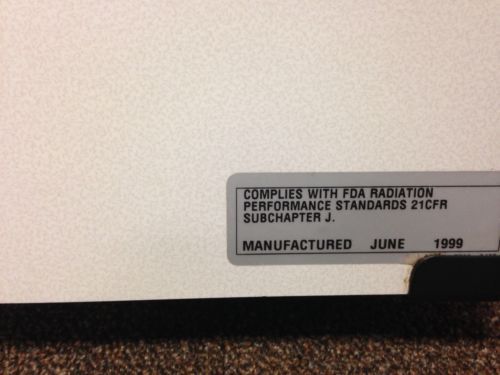 COMPLIES WITH FDA RADIATION
PERFORMANCE STANDARDS 21CFR
SUBCHAPTER J.
MANUFACTURED JUNE 1999